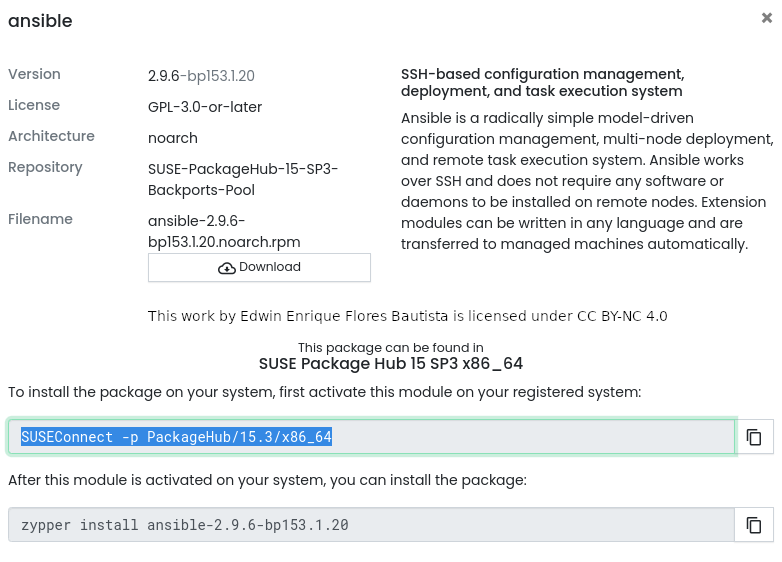 ansible
Version 2.9.6-bp153.1.20
License GPL-3.0-or-later
Architecture noarch
Repository SUSE-PackageHub-15-SP3-
Backports-Pool
Filename ansible-2.9.6-
bp153.1.20.noarch.rpm
Download
SSH-based configuration management,
deployment, and task execution system
Ansible is a radically simple model-driven
configuration management, multi-node deployment,
and remote task execution system. Ansible works
over SSH and does not require any software or
daemons to be installed on remote nodes. Extension
modules can be written in any language and are
transferred to managed machines automatically.
This work by Edwin Enrique Flores Bautista is licensed under CC BY-NC 4.0
This package can be found in
SUSE Package Hub 15 SP3 x86_64
To install the package on your system, first activate this module on your registered system:
SUSEConnect -p PackageHub/15.3/x86_64
After this module is activated on your system, you can install the package:
zypper install ansible-2.9.6-bp153.1.20